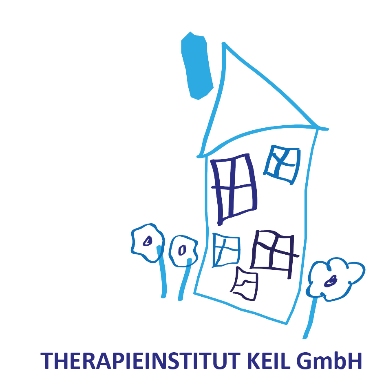 THERAPIEINSTITUT KEIL GmbH